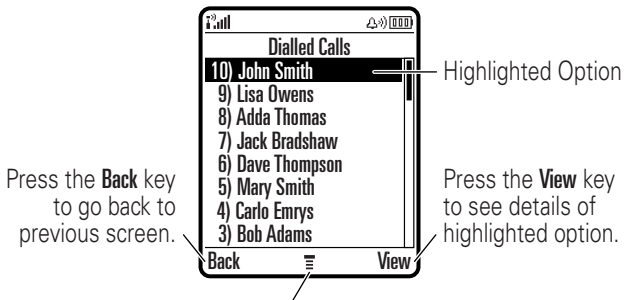 Dialled Calls
10) John Smith
9) Lisa Owens
8) Adda Thomas
7) Jack Bradshaw
6) Dave Thompson
5) Mary Smith
4) Carlo Emrys
3) Bob Adams
Back
View
Highlighted Option
Press the Back key
to go back to
previous screen.
Press the View key
to see details of
highlighted option.